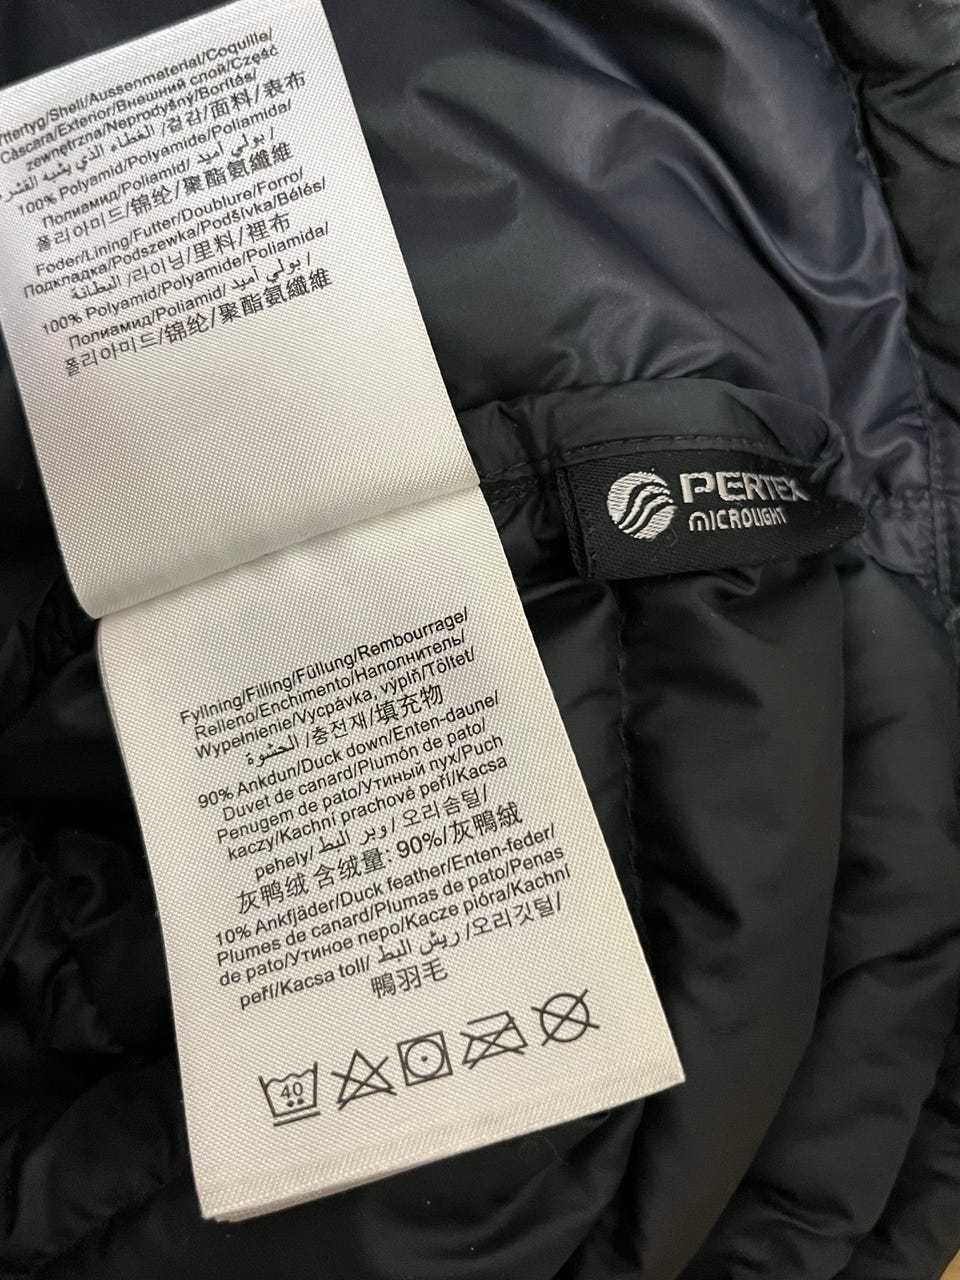 ttertyg/Shell/Aussenmaterial/Coquille/
Cáscara/Exterior/Внешний слой/Część
zewnętrzna/Neprodyšný/Borítás/
الغطاء الذي يشبه القشرة /겉감/面料/表布
100% Polyamid/Polyamide/Poliamida/
Полиамид/Poliamid/ بولي أميد /
폴리아미드/锦纶/聚酯氨纖維
Foder/Lining/Futter/Doublure/Forro/
Подкладка/Podszewka/Podšívka/Bélés/
البطانة /라이닝/里料/裡布
100% Polyamid/Polyamide/Poliamida/
Полиамид/Poliamid/ بولي أميد /
폴리아미드/锦纶/聚酯氨纖維
PERTEX
MICROLIGHT
Fyllning/Filling/Füllung/Rembourrage/
Relleno/Enchimento/Наполнитель/
Wypełnienie/Vycpávka, výplň/Töltet/
الحشوة /충전재/填充物
90% Ankdun/Duck down/Enten-daune/
Duvet de canard/Plumón de pato/
Penugem de pato/Утиный пух/Puch
kaczy/Kachní prachové peří/Kacsa
pehely/ وبر البط /오리솜털/
灰鸭绒 含绒量: 90%/灰鴨絨
10% Ankfjäder/Duck feather/Enten-feder/
Plumes de canard/Plumas de pato/Penas
de pato/Утиное перо/Kacze pióra/Kachní
peří/Kacsa toll/ ريش البط /오리깃털/
鴨羽毛
40